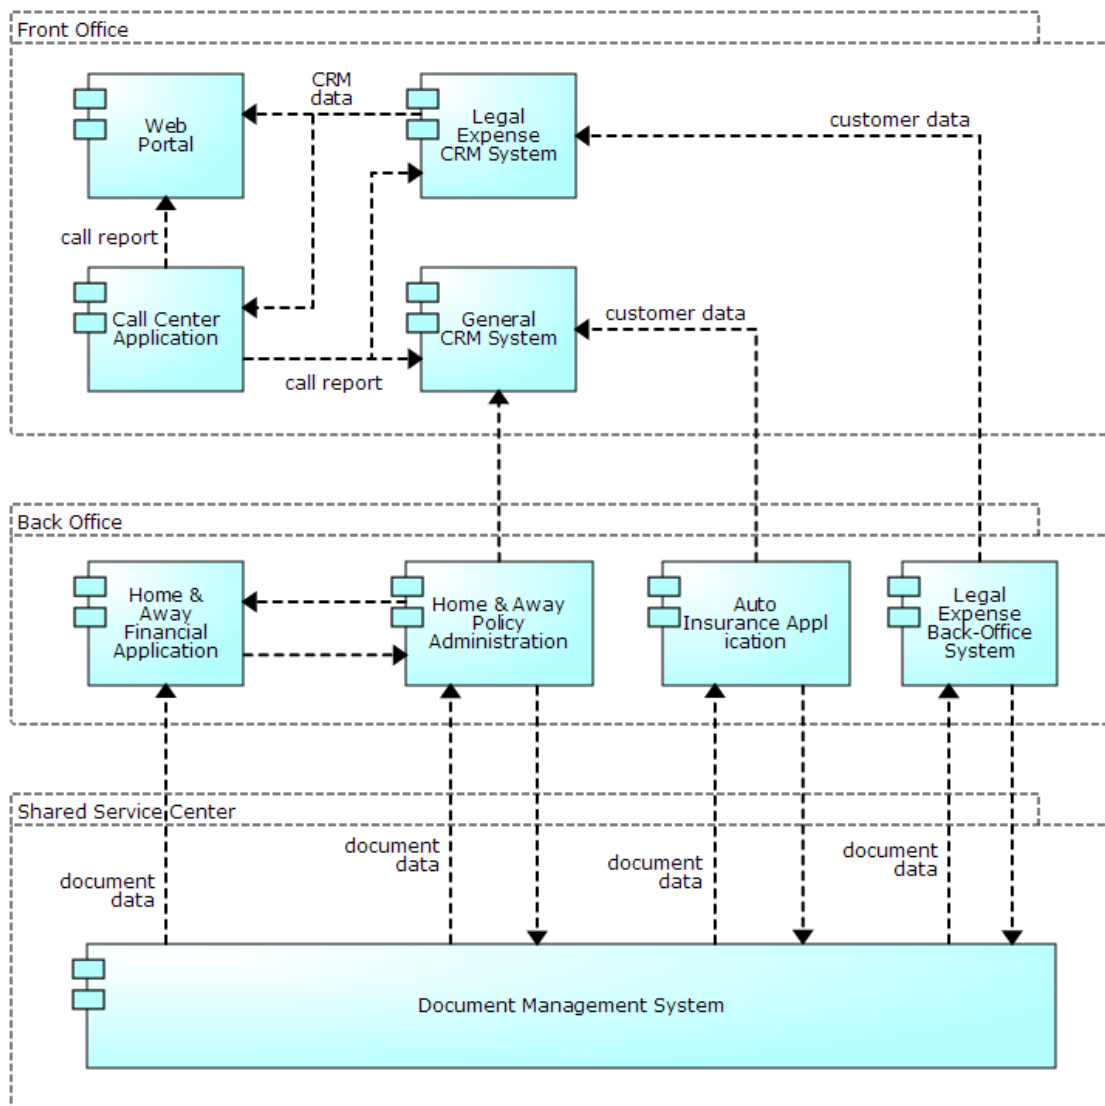 Front Office
Web
Portal
CRM
data
Legal
Expense
CRM System
customer data
call report
Call Center
Application
General
CRM System
customer data
call report
Back Office
Home &
Away
Financial
Application
Home & Away
Policy
Administration
Auto
Insurance Appl
ication
Legal
Expense
Back-Office
System
Shared Service Center
document
data
document
data
document
data
document
data
Document Management System